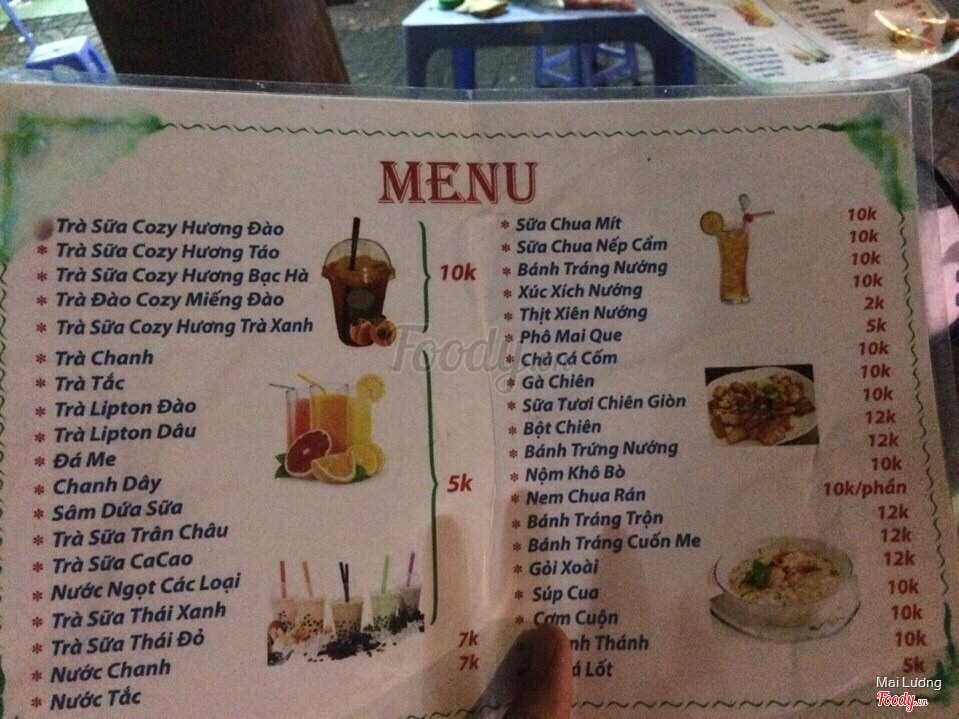 MENU
Trà Sữa Cozy Hương Đào
Trà Sữa Cozy Hương Táo
Trà Sữa Cozy Hương Bạc Hà
Trà Đào Cozy Miếng Đào
Trà Sữa Cozy Hương Trà Xanh
10k
Trà Chanh
Trà Tắc
Trà Lipton Đào
Trà Lipton Dâu
Đá Me
Chanh Dây
Sâm Dứa Sữa
Trà Sữa Trân Châu
Trà Sữa CaCao
Nước Ngọt Các Loại
Trà Sữa Thái Xanh
Trà Sữa Thái Đỏ
5k
Nước Chanh 7k
Nước Tắc 7k
Sữa Chua Mít 10k
Sữa Chua Nếp Cẩm 10k
Bánh Tráng Nướng 10k
Xúc Xích Nướng 10k
Thịt Xiên Nướng 2k
Phô Mai Que 5k
Chả Cá Cốm 10k
Gà Chiên 10k
Sữa Tươi Chiên Giòn 10k
Bột Chiên 12k
Bánh Trứng Nướng 12k
Nộm Khô Bò 10k
Nem Chua Rán 10k/phần
Bánh Tráng Trộn 12k
Bánh Tráng Cuốn Me 12k
Gỏi Xoài 12k
Súp Cua 10k
Cơm Cuộn 10k
Thánh 10k
Lốt 5k
Foody.vn
Mai Lương
Foody.vn